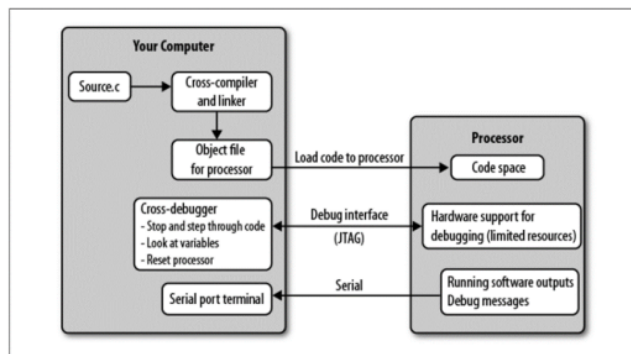 Your Computer
Source.c
Cross-compiler
and linker
Object file
for processor
Load code to processor
Processor
Code space
Cross-debugger
- Stop and step through code
- Look at variables
- Reset processor
Debug interface
(JTAG)
Hardware support for
debugging (limited resources)
Serial port terminal
Serial
Running software outputs
Debug messages